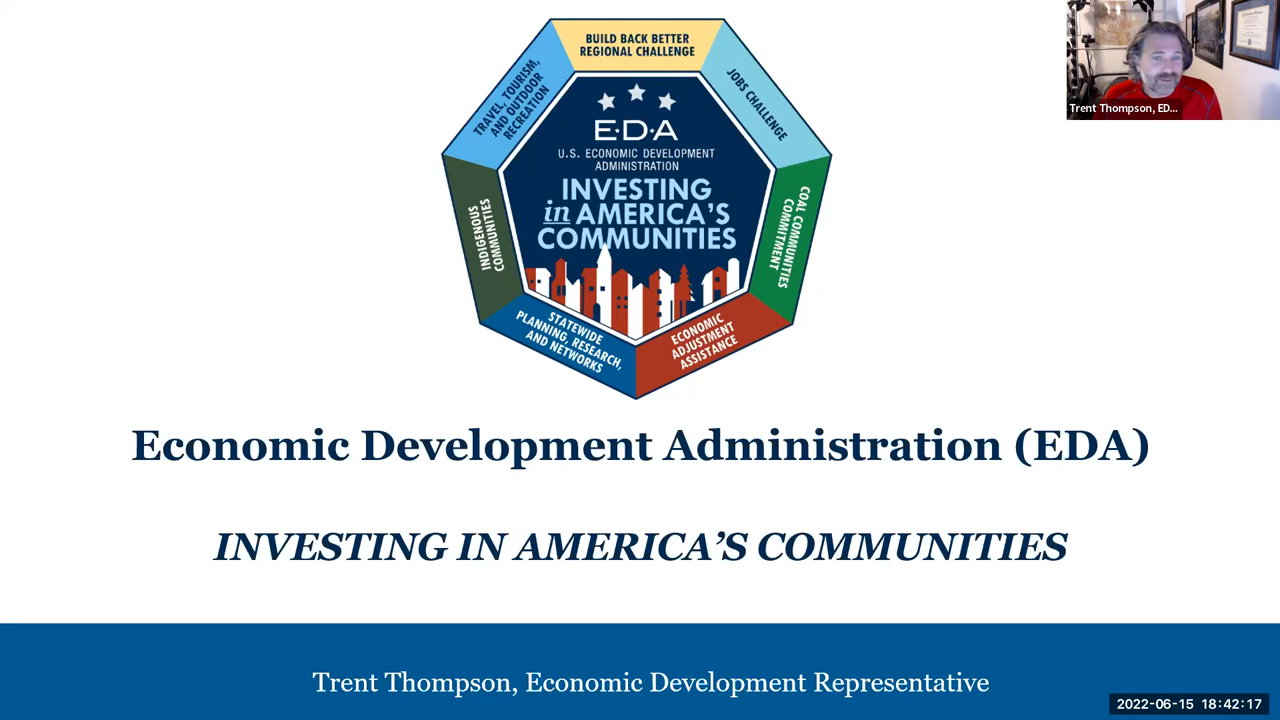 BUILD BACK BETTER
REGIONAL CHALLENGE
JOBS CHALLENGE
COAL COMMUNITIES
COMMITMENT
ECONOMIC
ADJUSTMENT
ASSISTANCE
STATEWIDE
PLANNING, RESEARCH,
AND NETWORKS
INDIGENOUS
COMMUNITIES
TRAVEL, TOURISM,
AND OUTDOOR
RECREATION
E·D·A
U.S. ECONOMIC DEVELOPMENT
ADMINISTRATION
INVESTING
in AMERICA'S
COMMUNITIES
Trent Thompson, ED...
Economic Development Administration (EDA)
INVESTING IN AMERICA’S COMMUNITIES
Trent Thompson, Economic Development Representative
2022-06-15 18:42:17